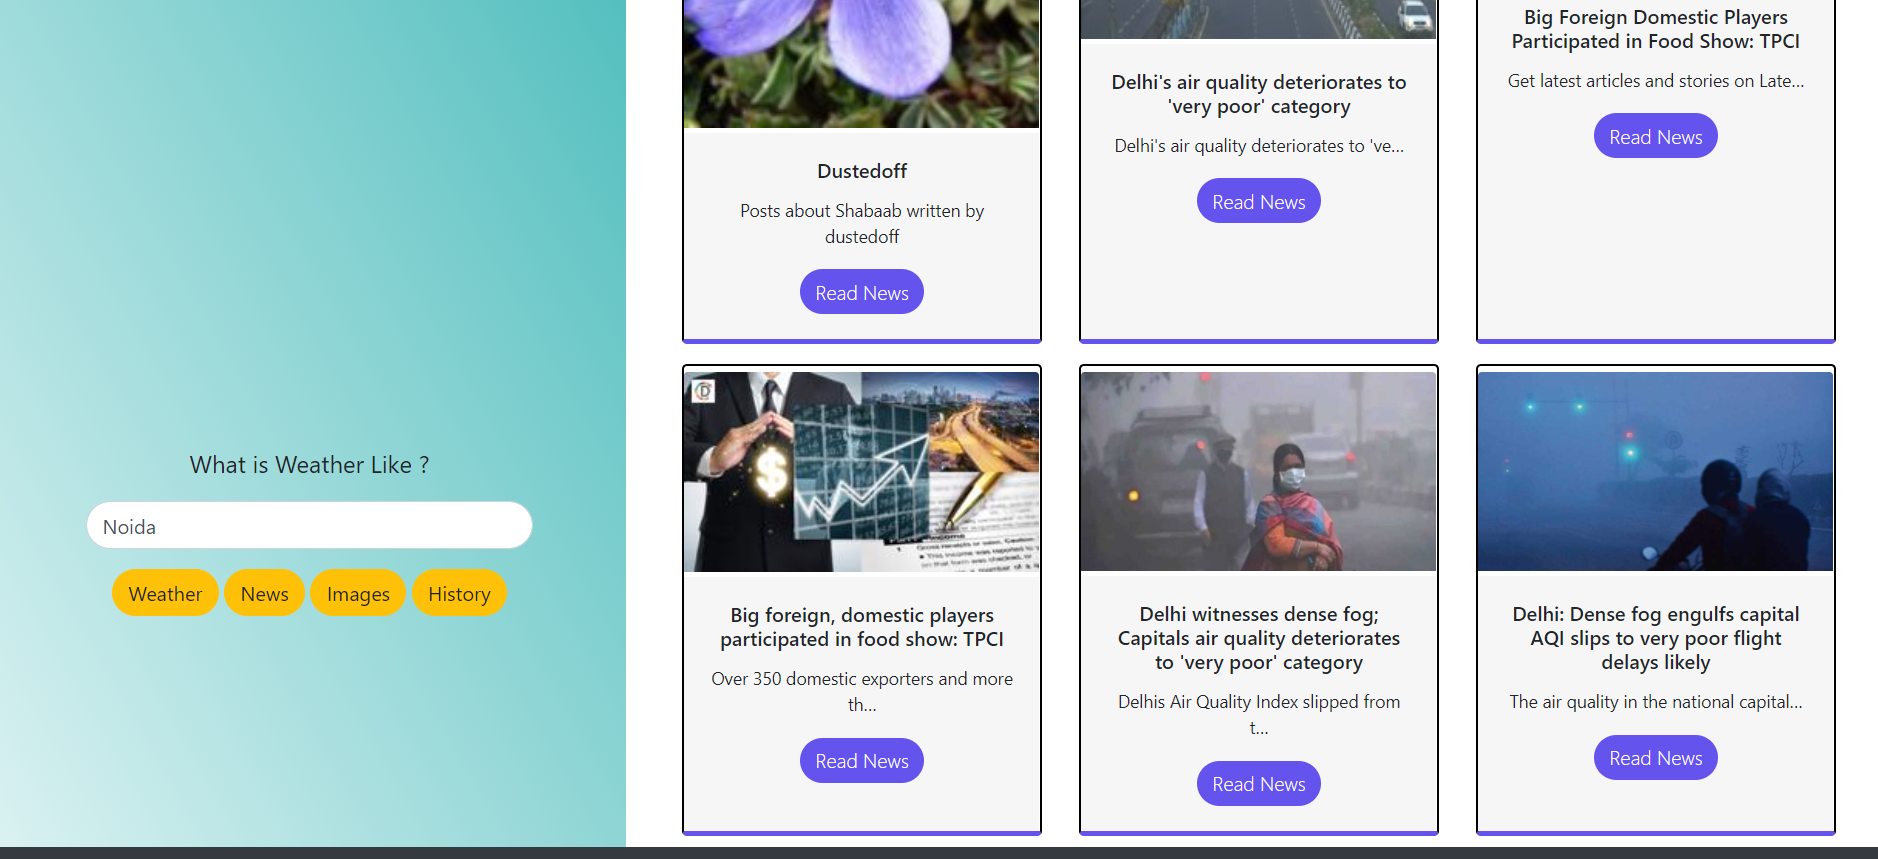 What is Weather Like ?
Noida
Weather
News
Images
History
Dustedoff
Posts about Shabaab written by
dustedoff
Read News
Delhi's air quality deteriorates to
'very poor' category
Delhi's air quality deteriorates to 've...
Read News
Big Foreign Domestic Players
Participated in Food Show: TPCI
Get latest articles and stories on Late...
Read News
D
$
Big foreign, domestic players
participated in food show: TPCI
Over 350 domestic exporters and more
th...
Read News
Delhi witnesses dense fog;
Capitals air quality deteriorates
to 'very poor' category
Delhis Air Quality Index slipped from
t...
Read News
Delhi: Dense fog engulfs capital
AQI slips to very poor flight
delays likely
The air quality in the national capital...
Read News